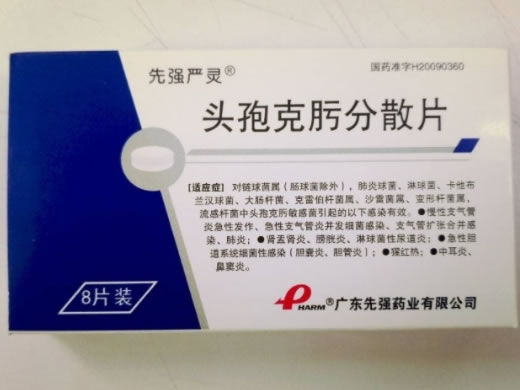 先强严灵®
国药准字H20090360
头孢克肟分散片
[适应症] 对链球菌属（肠球菌除外），肺炎球菌、淋球菌、卡他布
兰汉球菌、大肠杆菌、克雷伯杆菌属、沙雷菌属、变形杆菌属、
流感杆菌中头孢克肟敏感菌引起的以下感染有效。●慢性支气管
炎急性发作、急性支气管炎并发细菌感染、支气管扩张合并感
染、肺炎；●肾盂肾炎、膀胱炎、淋球菌性尿道炎；●急性胆
道系统细菌性感染（胆囊炎、胆管炎）；●猩红热；●中耳炎、
鼻窦炎。
8片装
PHARM®广东先强药业有限公司